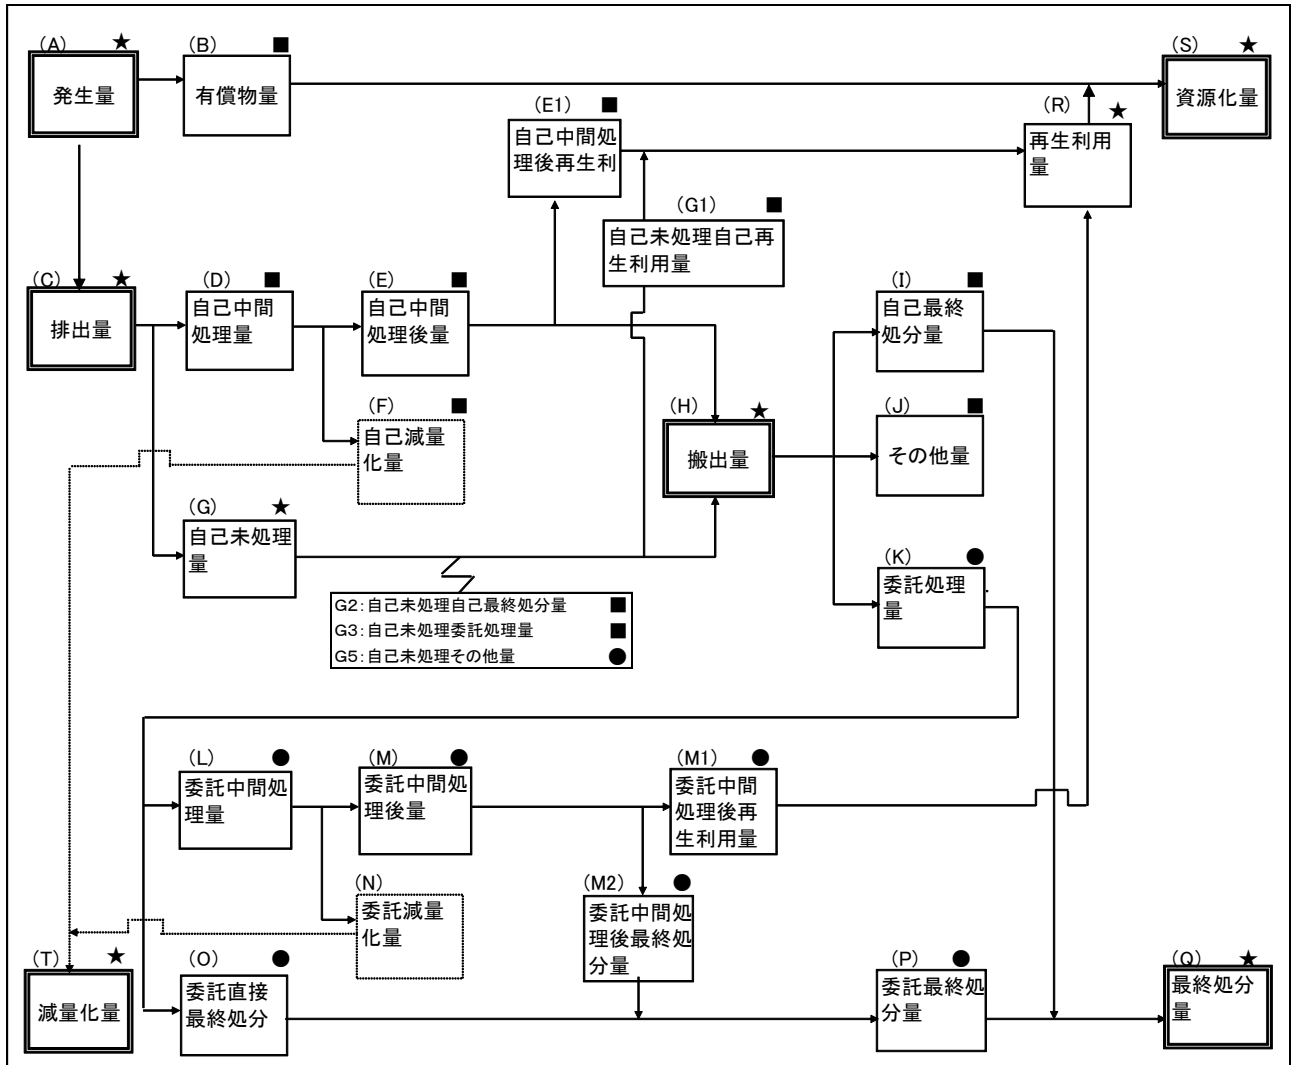 (A) ★
発生量
(B) ■
有償物量
(S) ★
資源化量
(E1) ■
自己中間処
理後再生利
(R) ★
再生利用
量
(G1) ■
自己未処理自己再
生利用量
(C) ★
排出量
(D) ■
自己中間
処理量
(E) ■
自己中間
処理後量
(I) ■
自己最終
処分量
(F) ■
自己減量
化量
(H) ★
搬出量
(J) ■
その他量
(G) ★
自己未処理
量
(K) ●
委託処理
量
G2:自己未処理自己最終処分量 ■
G3:自己未処理委託処理量 ■
G5:自己未処理その他量 ●
(L) ●
委託中間処
理量
(M) ●
委託中間処
理後量
(M1) ●
委託中間
処理後再
生利用量
(N)
委託減量
化量
(M2) ●
委託中間処
理後最終処
分量
(T) ★
減量化量
(O) ●
委託直接
最終処分
(P) ●
委託最終処
分量
(Q) ★
最終処分
量